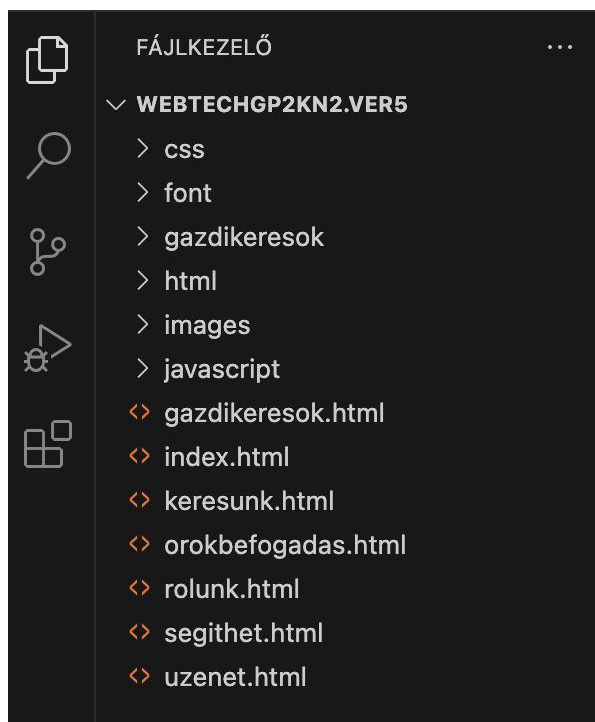 FÁJLKEZELŐ
WEBTECHGP2KN2.VER5
css
font
gazdikeresok
html
images
javascript
gazdikeresok.html
index.html
keresunk.html
orokbefogadas.html
rolunk.html
segithet.html
uzenet.html